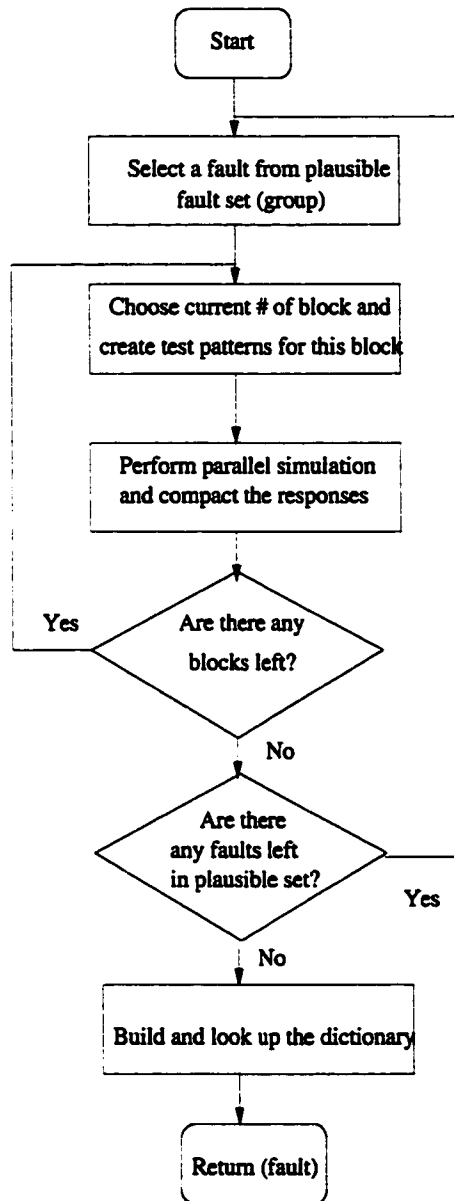 Start
Select a fault from plausible
fault set (group)
Choose current # of block and
create test patterns for this block
Perform parallel simulation
and compact the responses
Yes
Are there any
blocks left?
No
Are there
any faults left
in plausible set?
Yes
No
Build and look up the dictionary
Return (fault)